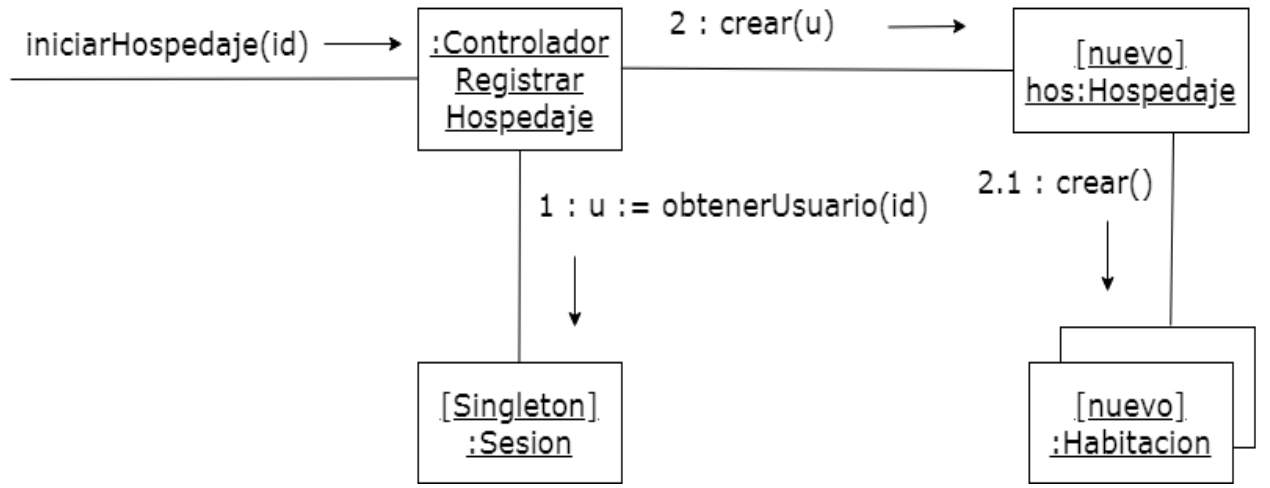 iniciarHospedaje(id)
:Controlador
Registrar
Hospedaje
2 : crear(u)
[nuevo]
hos:Hospedaje
1 : u := obtenerUsuario(id)
2.1 : crear()
[Singleton]
:Sesion
[nuevo]
:Habitacion